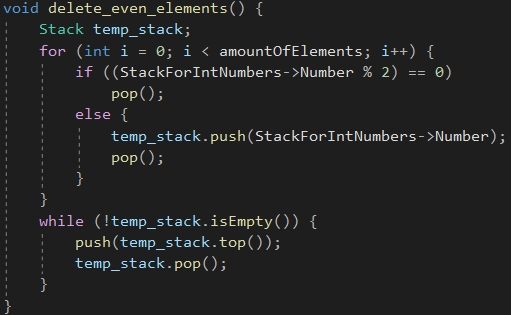 void delete_even_elements() {
    Stack temp_stack;
    for (int i = 0; i < amountOfElements; i++) {
        if ((StackForIntNumbers->Number % 2) == 0)
            pop();
        else {
            temp_stack.push(StackForIntNumbers->Number);
            pop();
        }
    }
    while (!temp_stack.isEmpty()) {
        push(temp_stack.top());
        temp_stack.pop();
    }
}